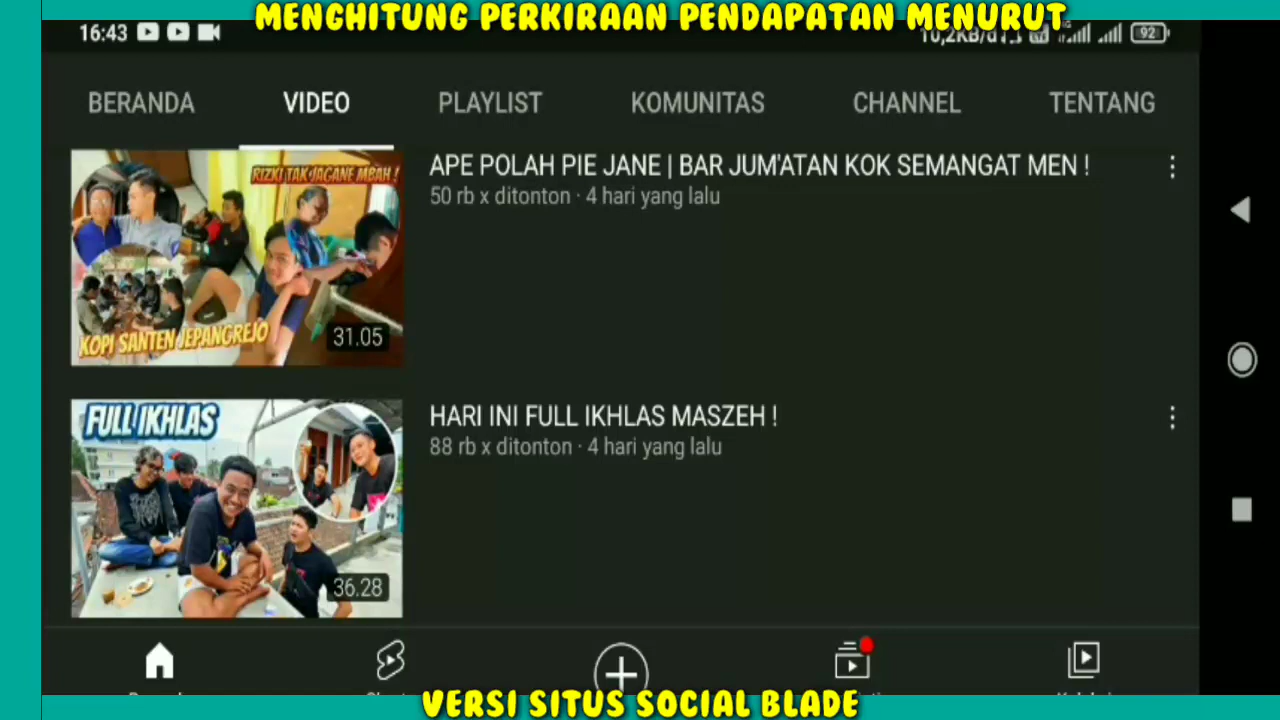 MENGHITUNG PERKIRAAN PENDAPATAN MENURUT
16:43
10,2KB/d
92
BERANDA VIDEO PLAYLIST KOMUNITAS CHANNEL TENTANG
RIZKI TAK JAGANE MBAH !
KOPI SANTEN JEPANGREJO
31.05
APE POLAH PIE JANE | BAR JUM'ATAN KOK SEMANGAT MEN !
50 rb x ditonton · 4 hari yang lalu
FULL IKHLAS
36.28
HARI INI FULL IKHLAS MASZEH !
88 rb x ditonton · 4 hari yang lalu
VERSI SITUS SOCIAL BLADE